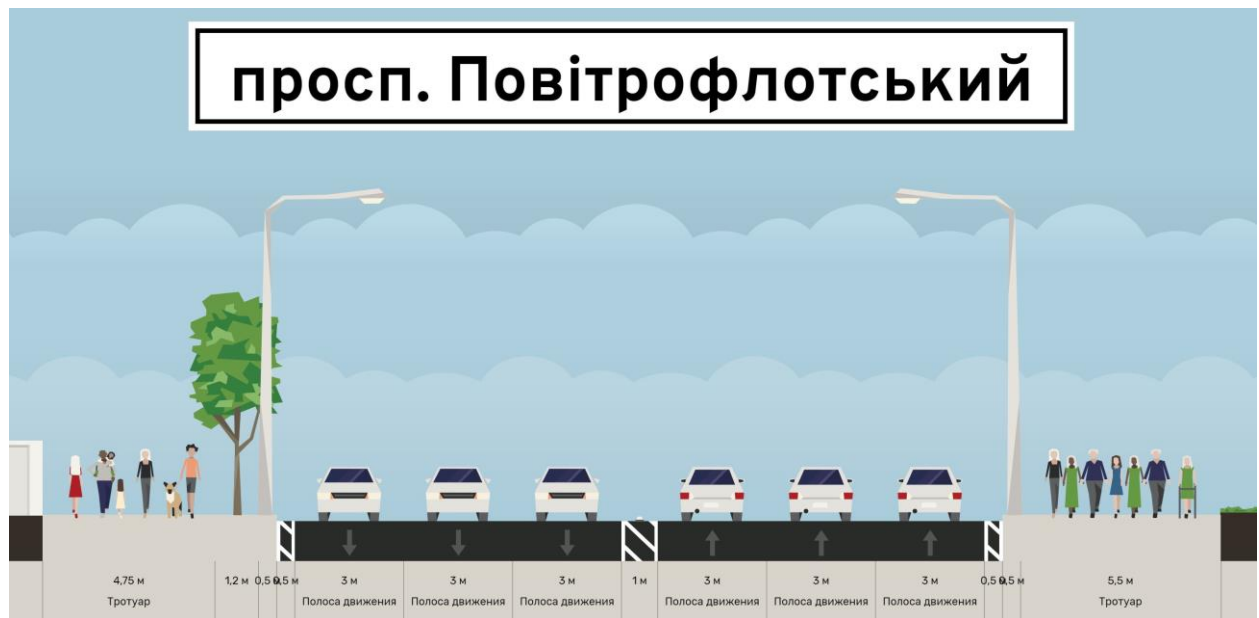 просп. Повітрофлотський
4,75 м 1,2 м 0,5 м 0,5 м 3 м 3 м 3 м 1 м 3 м 3 м 3 м 0,5 м 0,5 м 5,5 м
Тротуар Полоса движения Полоса движения Полоса движения Полоса движения Полоса движения Полоса движения Тротуар